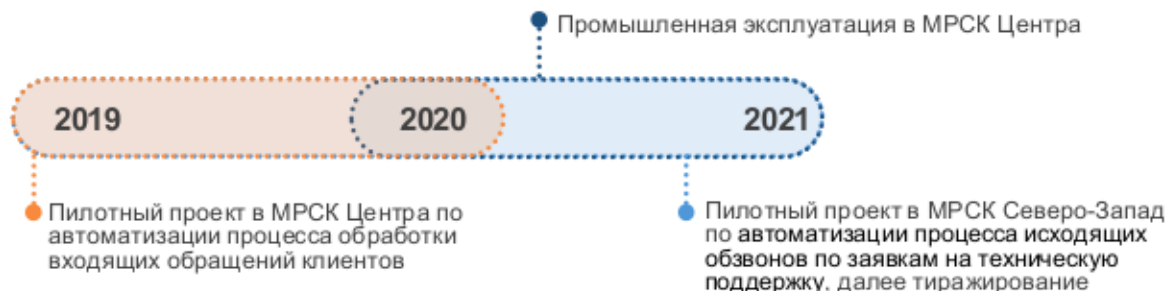 Промышленная эксплуатация в МРСК Центра
2019
2020
2021
Пилотный проект в МРСК Центра по
автоматизации процесса обработки
входящих обращений клиентов
Пилотный проект в МРСК Северо-Запад
по автоматизации процесса исходящих
обзвонов по заявкам на техническую
поддержку, далее тиражирование